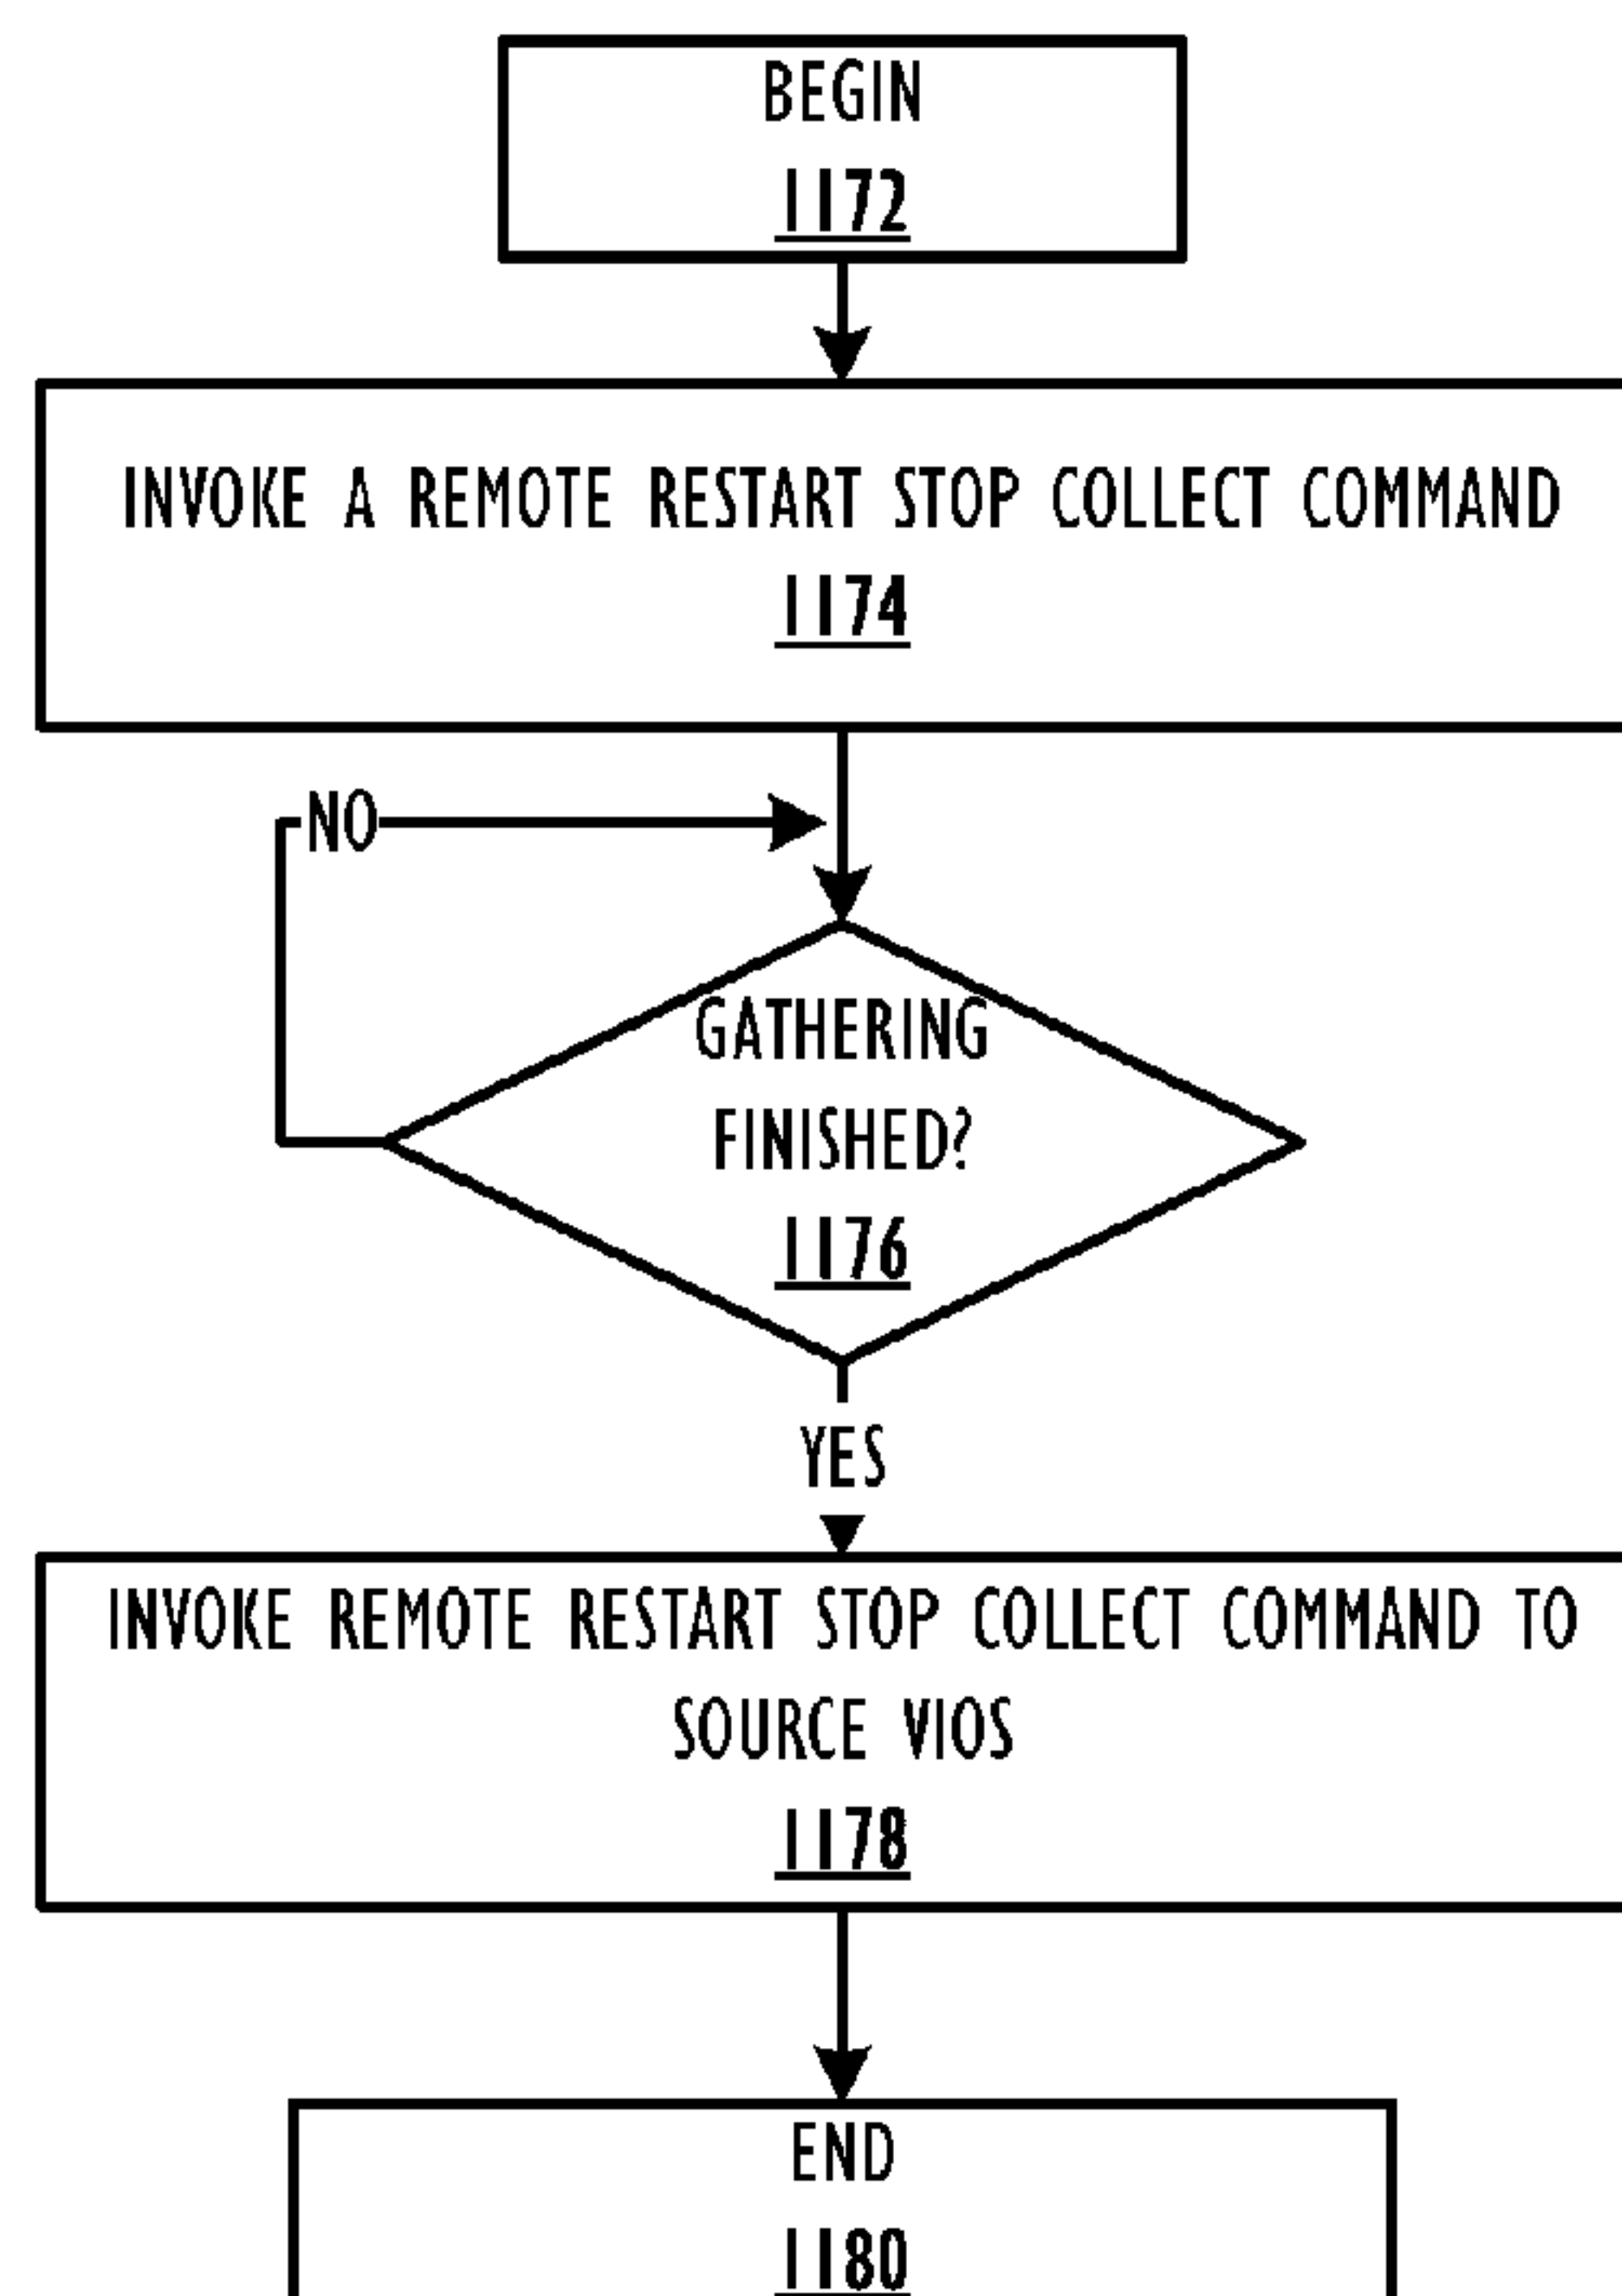 BEGIN
1172
INVOKE A REMOTE RESTART STOP COLLECT COMMAND
1174
NO
GATHERING
FINISHED?
1176
YES
INVOKE REMOTE RESTART STOP COLLECT COMMAND TO
SOURCE VIOS
1178
END
1180